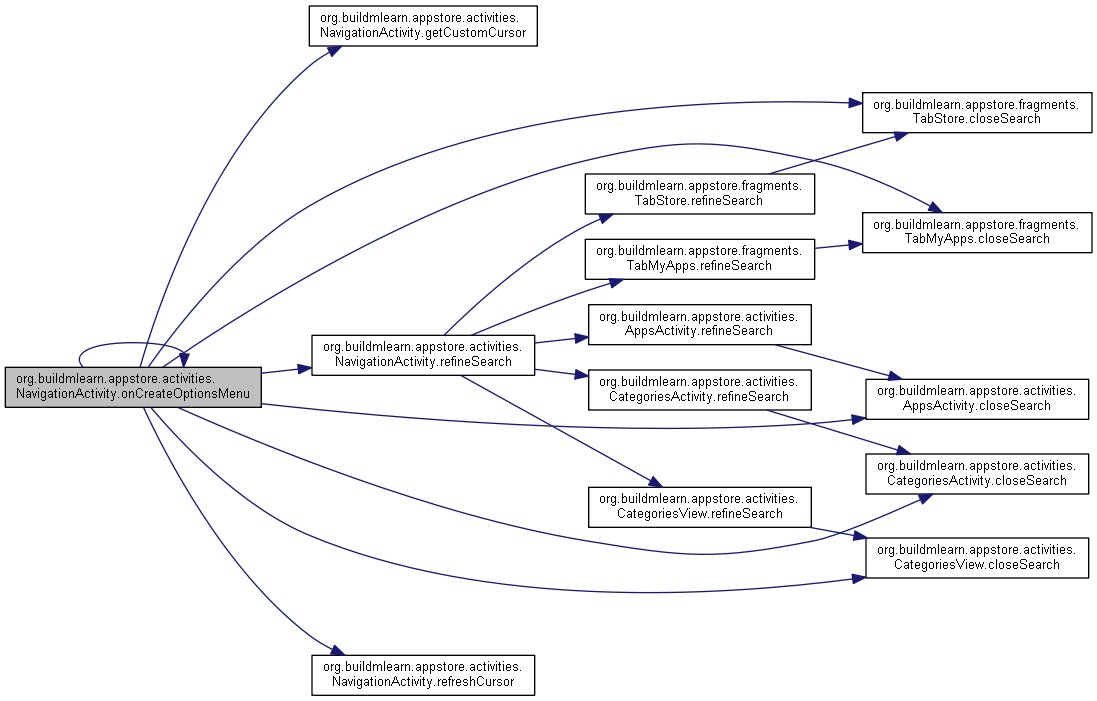 org.buildmlearn.appstore.activities.
NavigationActivity.getCustomCursor
org.buildmlearn.appstore.fragments.
TabStore.closeSearch
org.buildmlearn.appstore.fragments.
TabStore.refineSearch
org.buildmlearn.appstore.fragments.
TabMyApps.closeSearch
org.buildmlearn.appstore.fragments.
TabMyApps.refineSearch
org.buildmlearn.appstore.activities.
AppsActivity.refineSearch
org.buildmlearn.appstore.activities.
NavigationActivity.refineSearch
org.buildmlearn.appstore.activities.
NavigationActivity.onCreateOptionsMenu
org.buildmlearn.appstore.activities.
CategoriesActivity.refineSearch
org.buildmlearn.appstore.activities.
AppsActivity.closeSearch
org.buildmlearn.appstore.activities.
CategoriesActivity.closeSearch
org.buildmlearn.appstore.activities.
CategoriesView.refineSearch
org.buildmlearn.appstore.activities.
CategoriesView.closeSearch
org.buildmlearn.appstore.activities.
NavigationActivity.refreshCursor